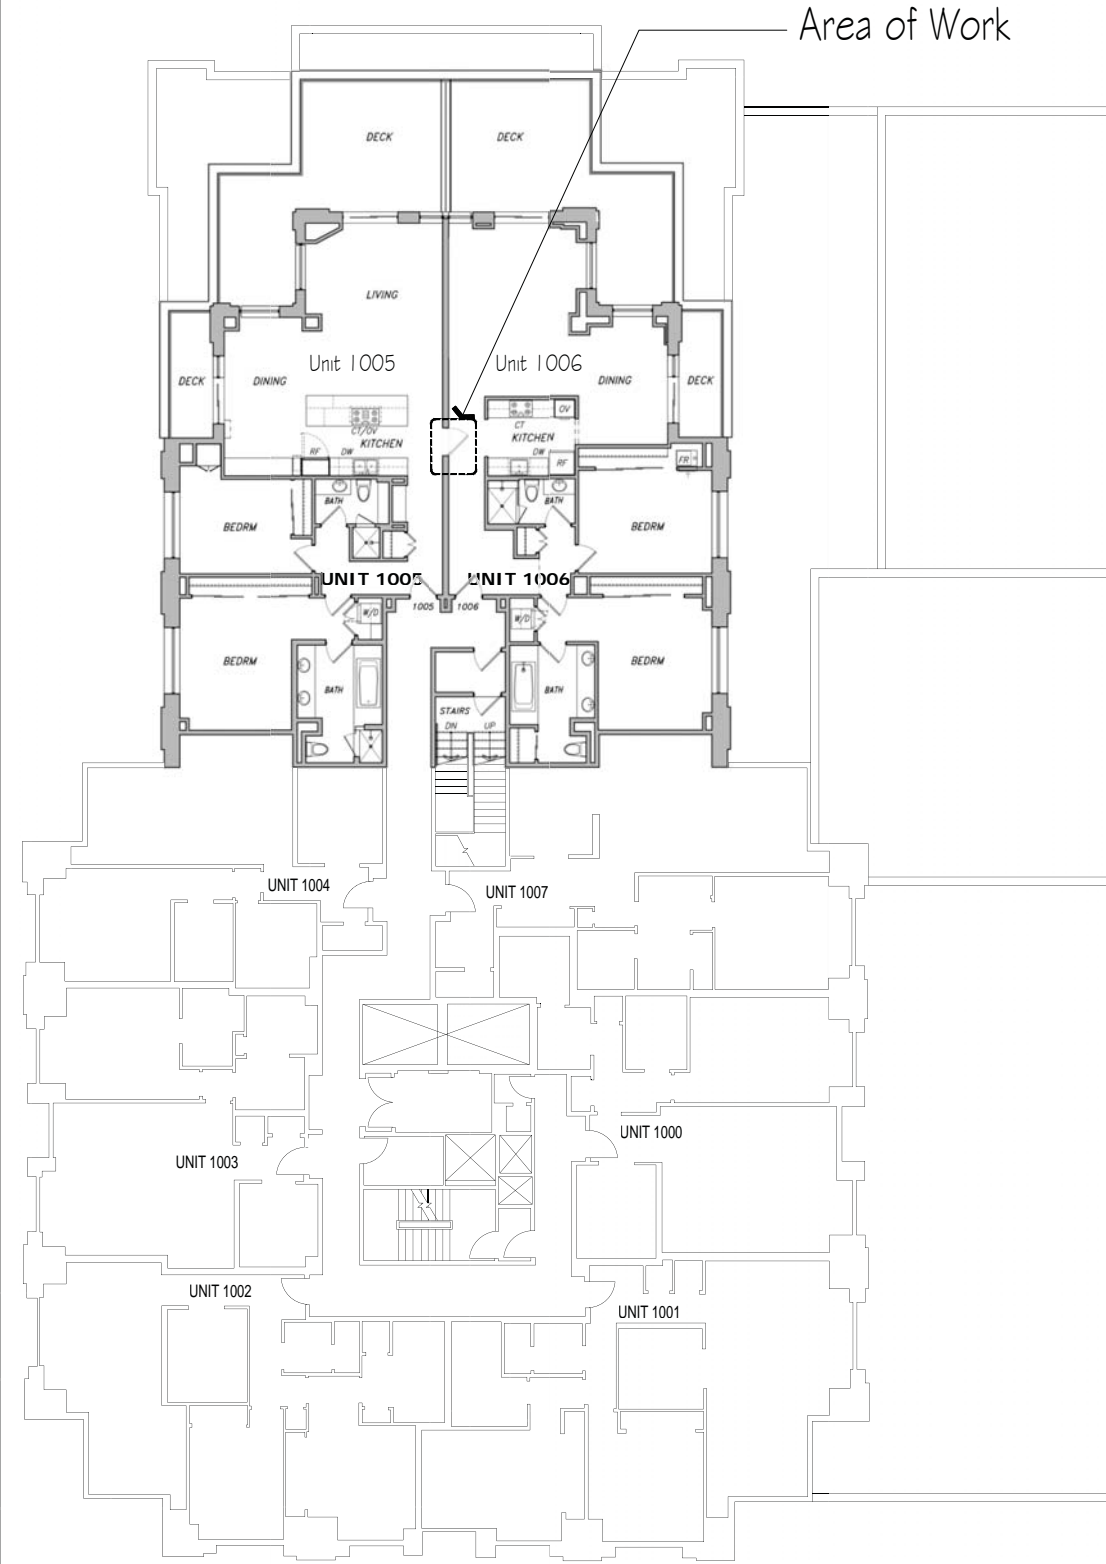 Area of Work
DECK
DECK
LIVING
Unit 1005
Unit 1006
DECK
DINING
DINING
DECK
CT/OV
KITCHEN
RF
DW
CT
OV
KITCHEN
DW
RF
FR
BATH
BATH
BEDRM
BEDRM
UNIT 1005
UNIT 1006
1005
1006
W/D
W/D
BEDRM
BATH
BATH
BEDRM
STAIRS
DN
UP
UNIT 1004
UNIT 1007
UNIT 1000
UNIT 1003
UNIT 1002
UNIT 1001